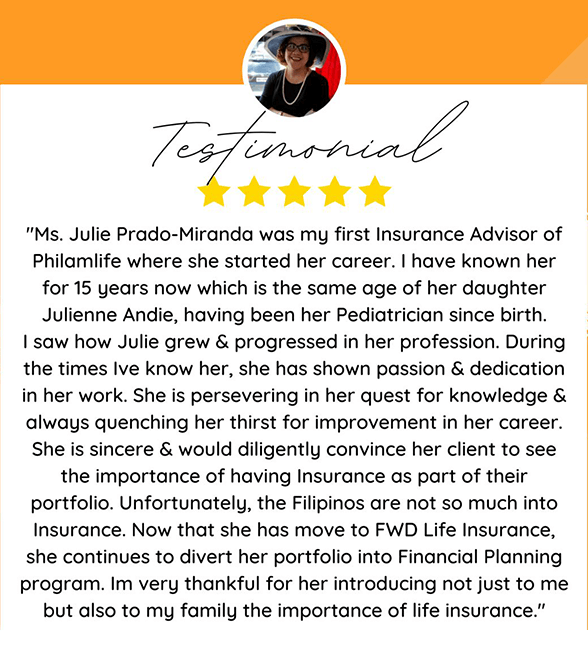 Testimonial
"Ms. Julie Prado-Miranda was my first Insurance Advisor of
Philamlife where she started her career. I have known her
for 15 years now which is the same age of her daughter
Julienne Andie, having been her Pediatrician since birth.
I saw how Julie grew & progressed in her profession. During
the times Ive know her, she has shown passion & dedication
in her work. She is persevering in her quest for knowledge &
always quenching her thirst for improvement in her career.
She is sincere & would diligently convince her client to see
the importance of having Insurance as part of their
portfolio. Unfortunately, the Filipinos are not so much into
Insurance. Now that she has move to FWD Life Insurance,
she continues to divert her portfolio into Financial Planning
program. Im very thankful for her introducing not just to me
but also to my family the importance of life insurance."